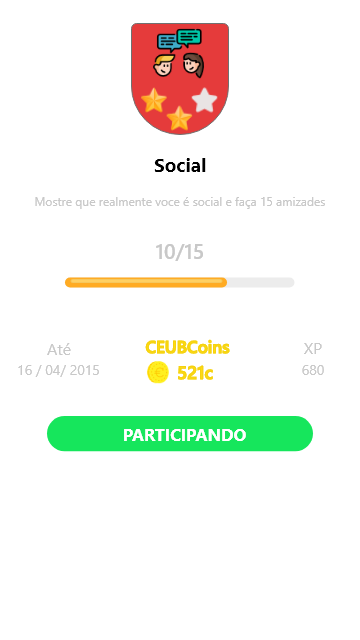 Social
Mostre que realmente voce é social e faça 15 amizades
10/15
Até
16 / 04/ 2015
CEUBCoins
521c
XP
680
PARTICIPANDO